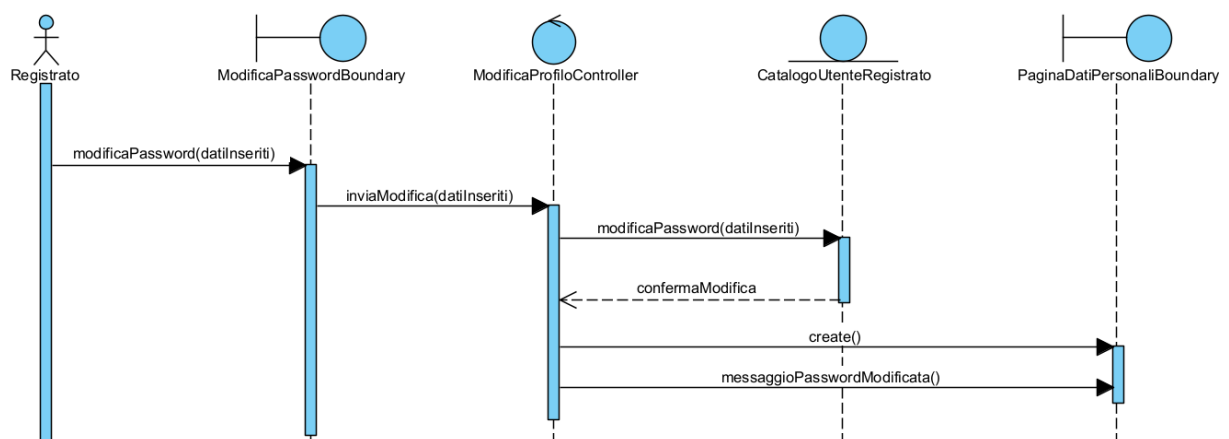 Registrato
ModificaPasswordBoundary
ModificaProfiloController
CatalogoUtenteRegistrato
PaginaDatiPersonaliBoundary
modificaPassword(datiInseriti)
inviaModifica(datiInseriti)
modificaPassword(datiInseriti)
confermaModifica
create()
messaggioPasswordModificata()